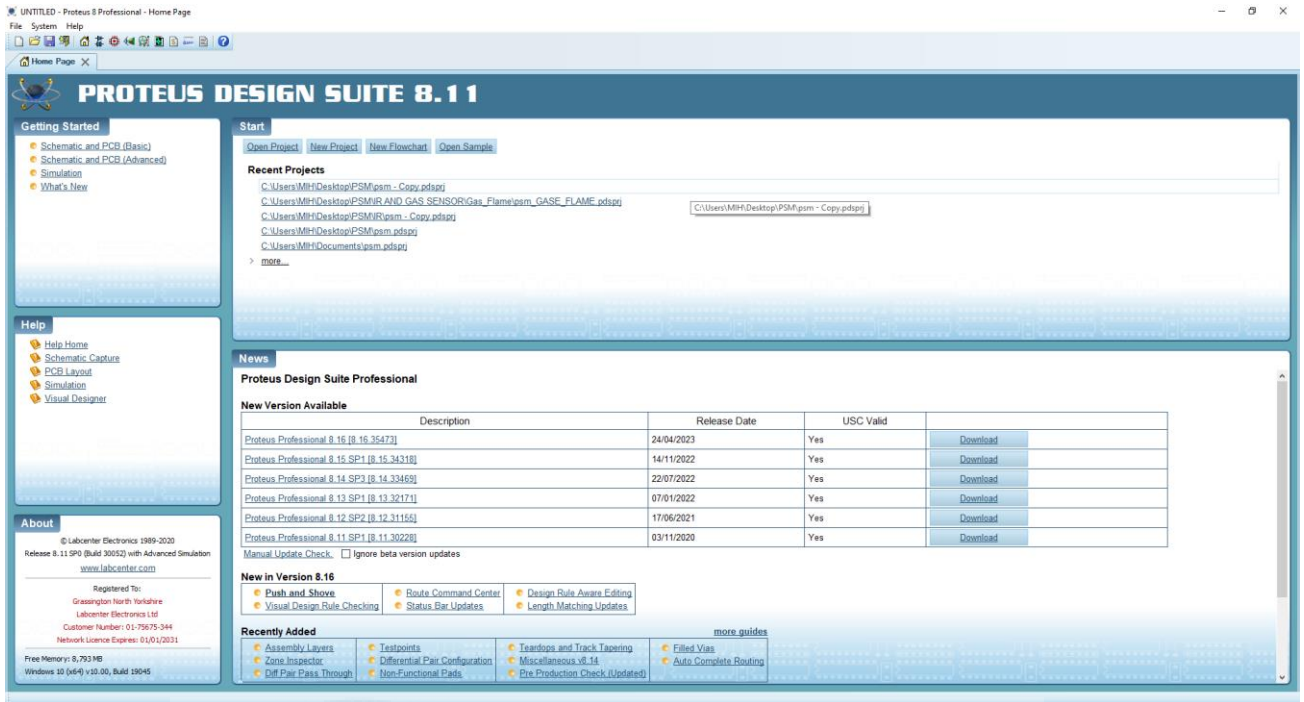 UNTITLED - Proteus 8 Professional - Home Page
File System Help
Home Page
PROTEUS DESIGN SUITE 8.11
Getting Started
Schematic and PCB (Basic)
Schematic and PCB (Advanced)
Simulation
What's New
Start
Open Project New Project New Flowchart Open Sample
Recent Projects
C:\Users\MIH\Desktop\PSM\psm - Copy.pdsprj
C:\Users\MIH\Desktop\PSM\IR AND GAS SENSOR\Gas_Flame\psm_GASE_FLAME.pdsprj
C:\Users\MIH\Desktop\PSM\psm - Copy.pdsprj
C:\Users\MIH\Desktop\PSM\IR\psm - Copy.pdsprj
C:\Users\MIH\Desktop\PSM\psm.pdsprj
C:\Users\MIH\Documents\psm.pdsprj
more...
Help
Help Home
Schematic Capture
PCB Layout
Simulation
Visual Designer
News
Proteus Design Suite Professional
New Version Available
Description Release Date USC Valid
Proteus Professional 8.16 [8.16.35473] 24/04/2023 Yes Download
Proteus Professional 8.15 SP1 [8.15.34318] 14/11/2022 Yes Download
Proteus Professional 8.14 SP3 [8.14.33469] 22/07/2022 Yes Download
Proteus Professional 8.13 SP1 [8.13.32171] 07/01/2022 Yes Download
Proteus Professional 8.12 SP2 [8.12.31155] 17/06/2021 Yes Download
Proteus Professional 8.11 SP1 [8.11.30228] 03/11/2020 Yes Download
Manual Update Check. Ignore beta version updates
New in Version 8.16
Push and Shove Route Command Center Design Rule Aware Editing
Visual Design Rule Checking Status Bar Updates Length Matching Updates
Recently Added more guides
Assembly Layers Testpoints Teardops and Track Tapering Filled Vias
Zone Inspector Differential Pair Configuration Miscellaneous v8.14 Auto Complete Routing
Diff Pair Pass Through Non-Functional Pads Pre Production Check (Updated)
About
© Labcenter Electronics 1989-2020
Release 8.11 SP0 (Build 30052) with Advanced Simulation
www.labcenter.com
Registered To:
Grassington North Yorkshire
Labcenter Electronics Ltd
Customer Number: 01-75675-344
Network Licence Expires: 01/01/2031
Free Memory: 8,793 MB
Windows 10 (x64) v10.00, Build 19045